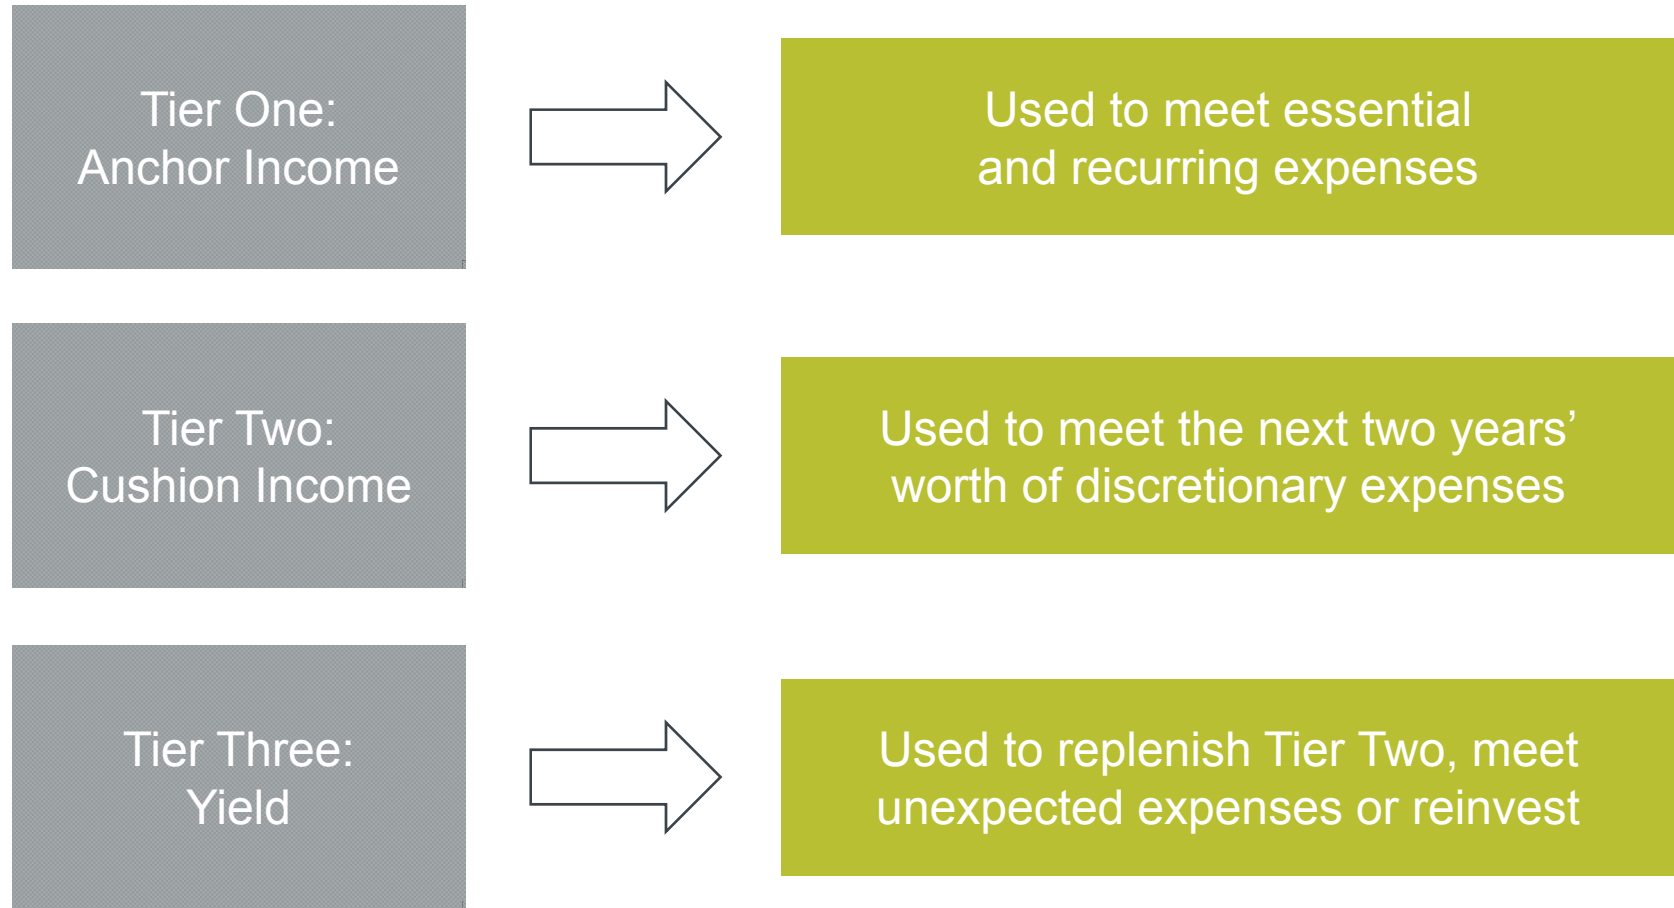 Tier One:
Anchor Income
Used to meet essential
and recurring expenses
Tier Two:
Cushion Income
Used to meet the next two years’
worth of discretionary expenses
Tier Three:
Yield
Used to replenish Tier Two, meet
unexpected expenses or reinvest